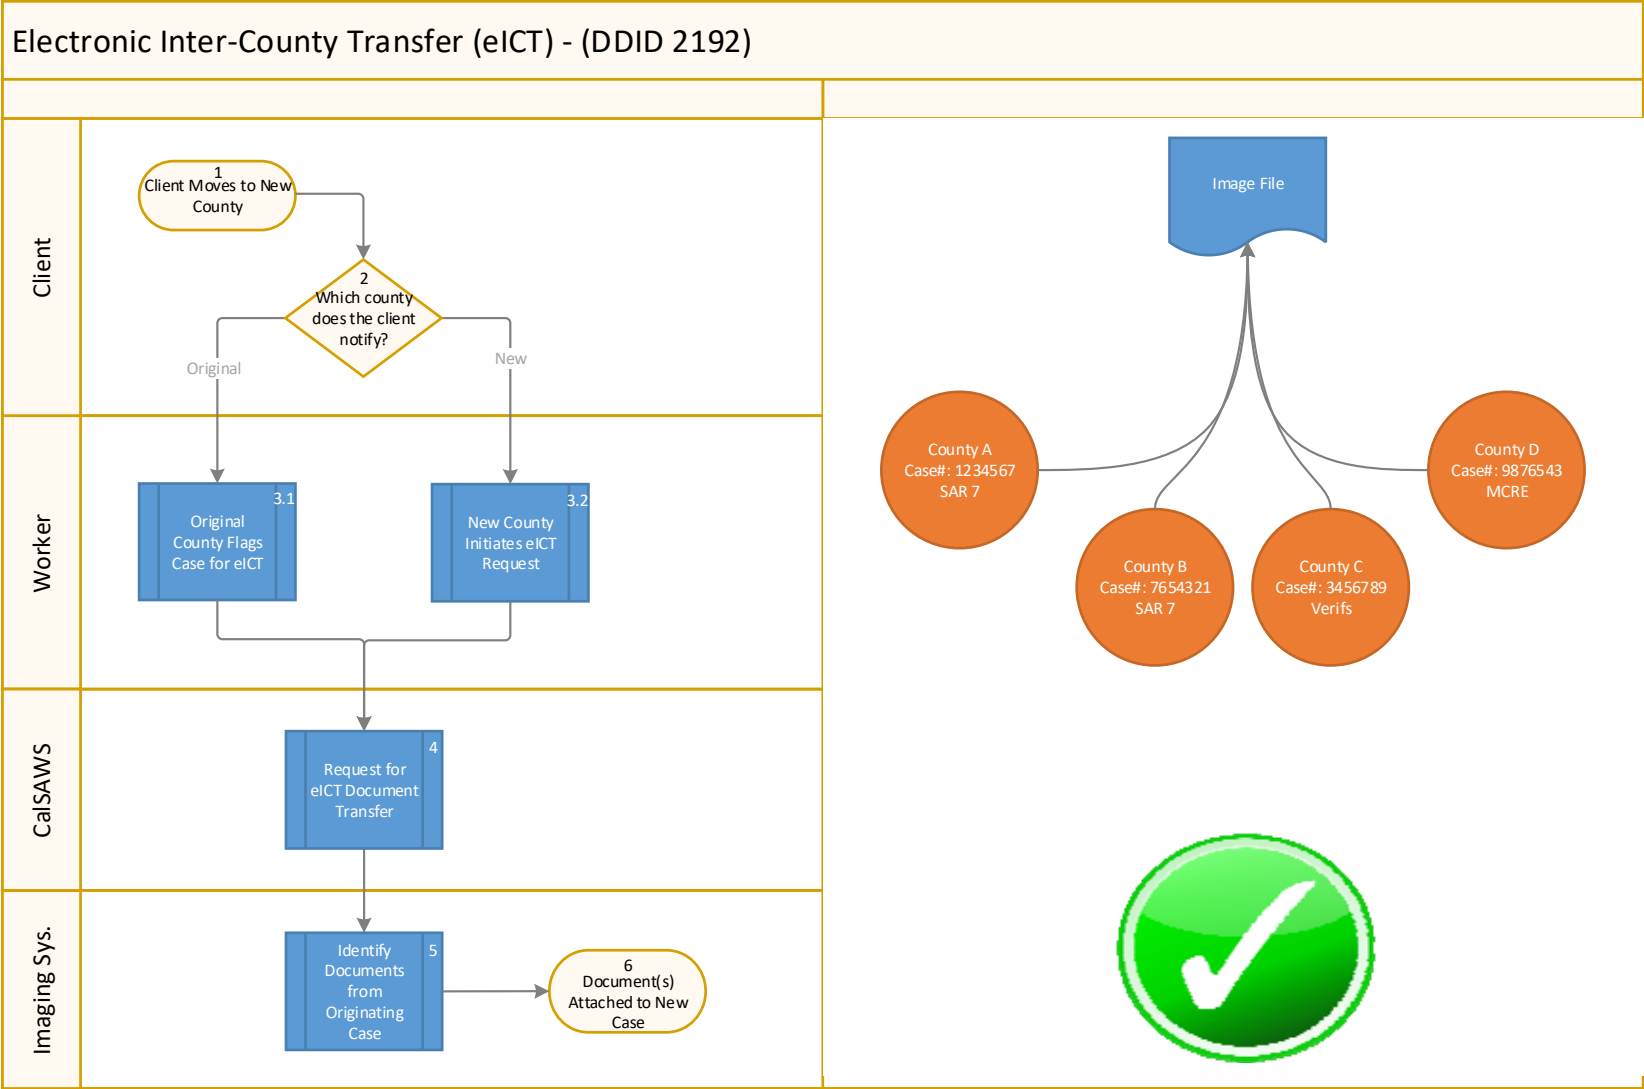 Electronic Inter-County Transfer (eICT) - (DDID 2192)
Client
1
Client Moves to New
County
2
Which county
does the client
notify?
Original
New
Worker
3.1
Original
County Flags
Case for eICT
3.2
New County
Initiates eICT
Request
CalSAWS
4
Request for
eICT Document
Transfer
Imaging Sys.
5
Identify
Documents
from
Originating
Case
6
Document(s)
Attached to New
Case
Image File
County A
Case#: 1234567
SAR 7
County B
Case#: 7654321
SAR 7
County C
Case#: 3456789
Verifs
County D
Case#: 9876543
MCRE